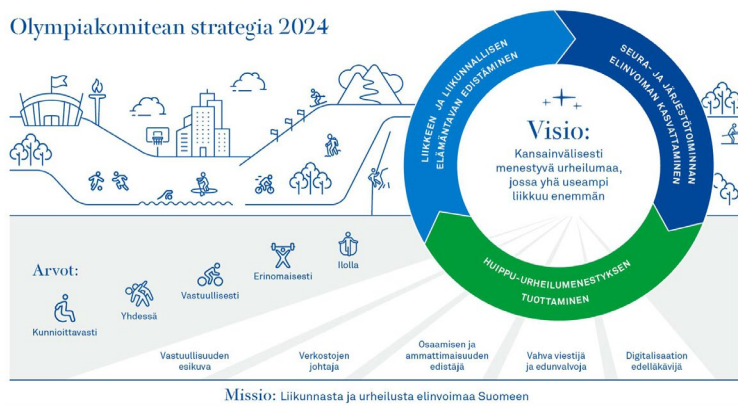 Olympiakomitean strategia 2024
LIIKKEEN JA LIIKUNNALLISEN
ELÄMÄNTAVAN EDISTÄMINEN
SEURA- JA JÄRJESTÖTOIMINNAN
ELINVOIMAN KASVATTAMINEN
Visio:
Kansainvälisesti
menestyvä urheilumaa,
jossa yhä useampi
liikkuu enemmän
HUIPPU-URHEILUMENESTYKSEN
TUOTTAMINEN
Arvot:
Kunnioittavasti
Yhdessä
Vastuullisesti
Erinomaisesti
Ilolla
Vastuullisuuden
esikuva
Verkostojen
johtaja
Osaamisen ja
ammattimaisuuden
edistäjä
Vahva viestijä
ja edunvalvoja
Digitalisaation
edelläkävijä
Missio: Liikunnasta ja urheilusta elinvoimaa Suomeen